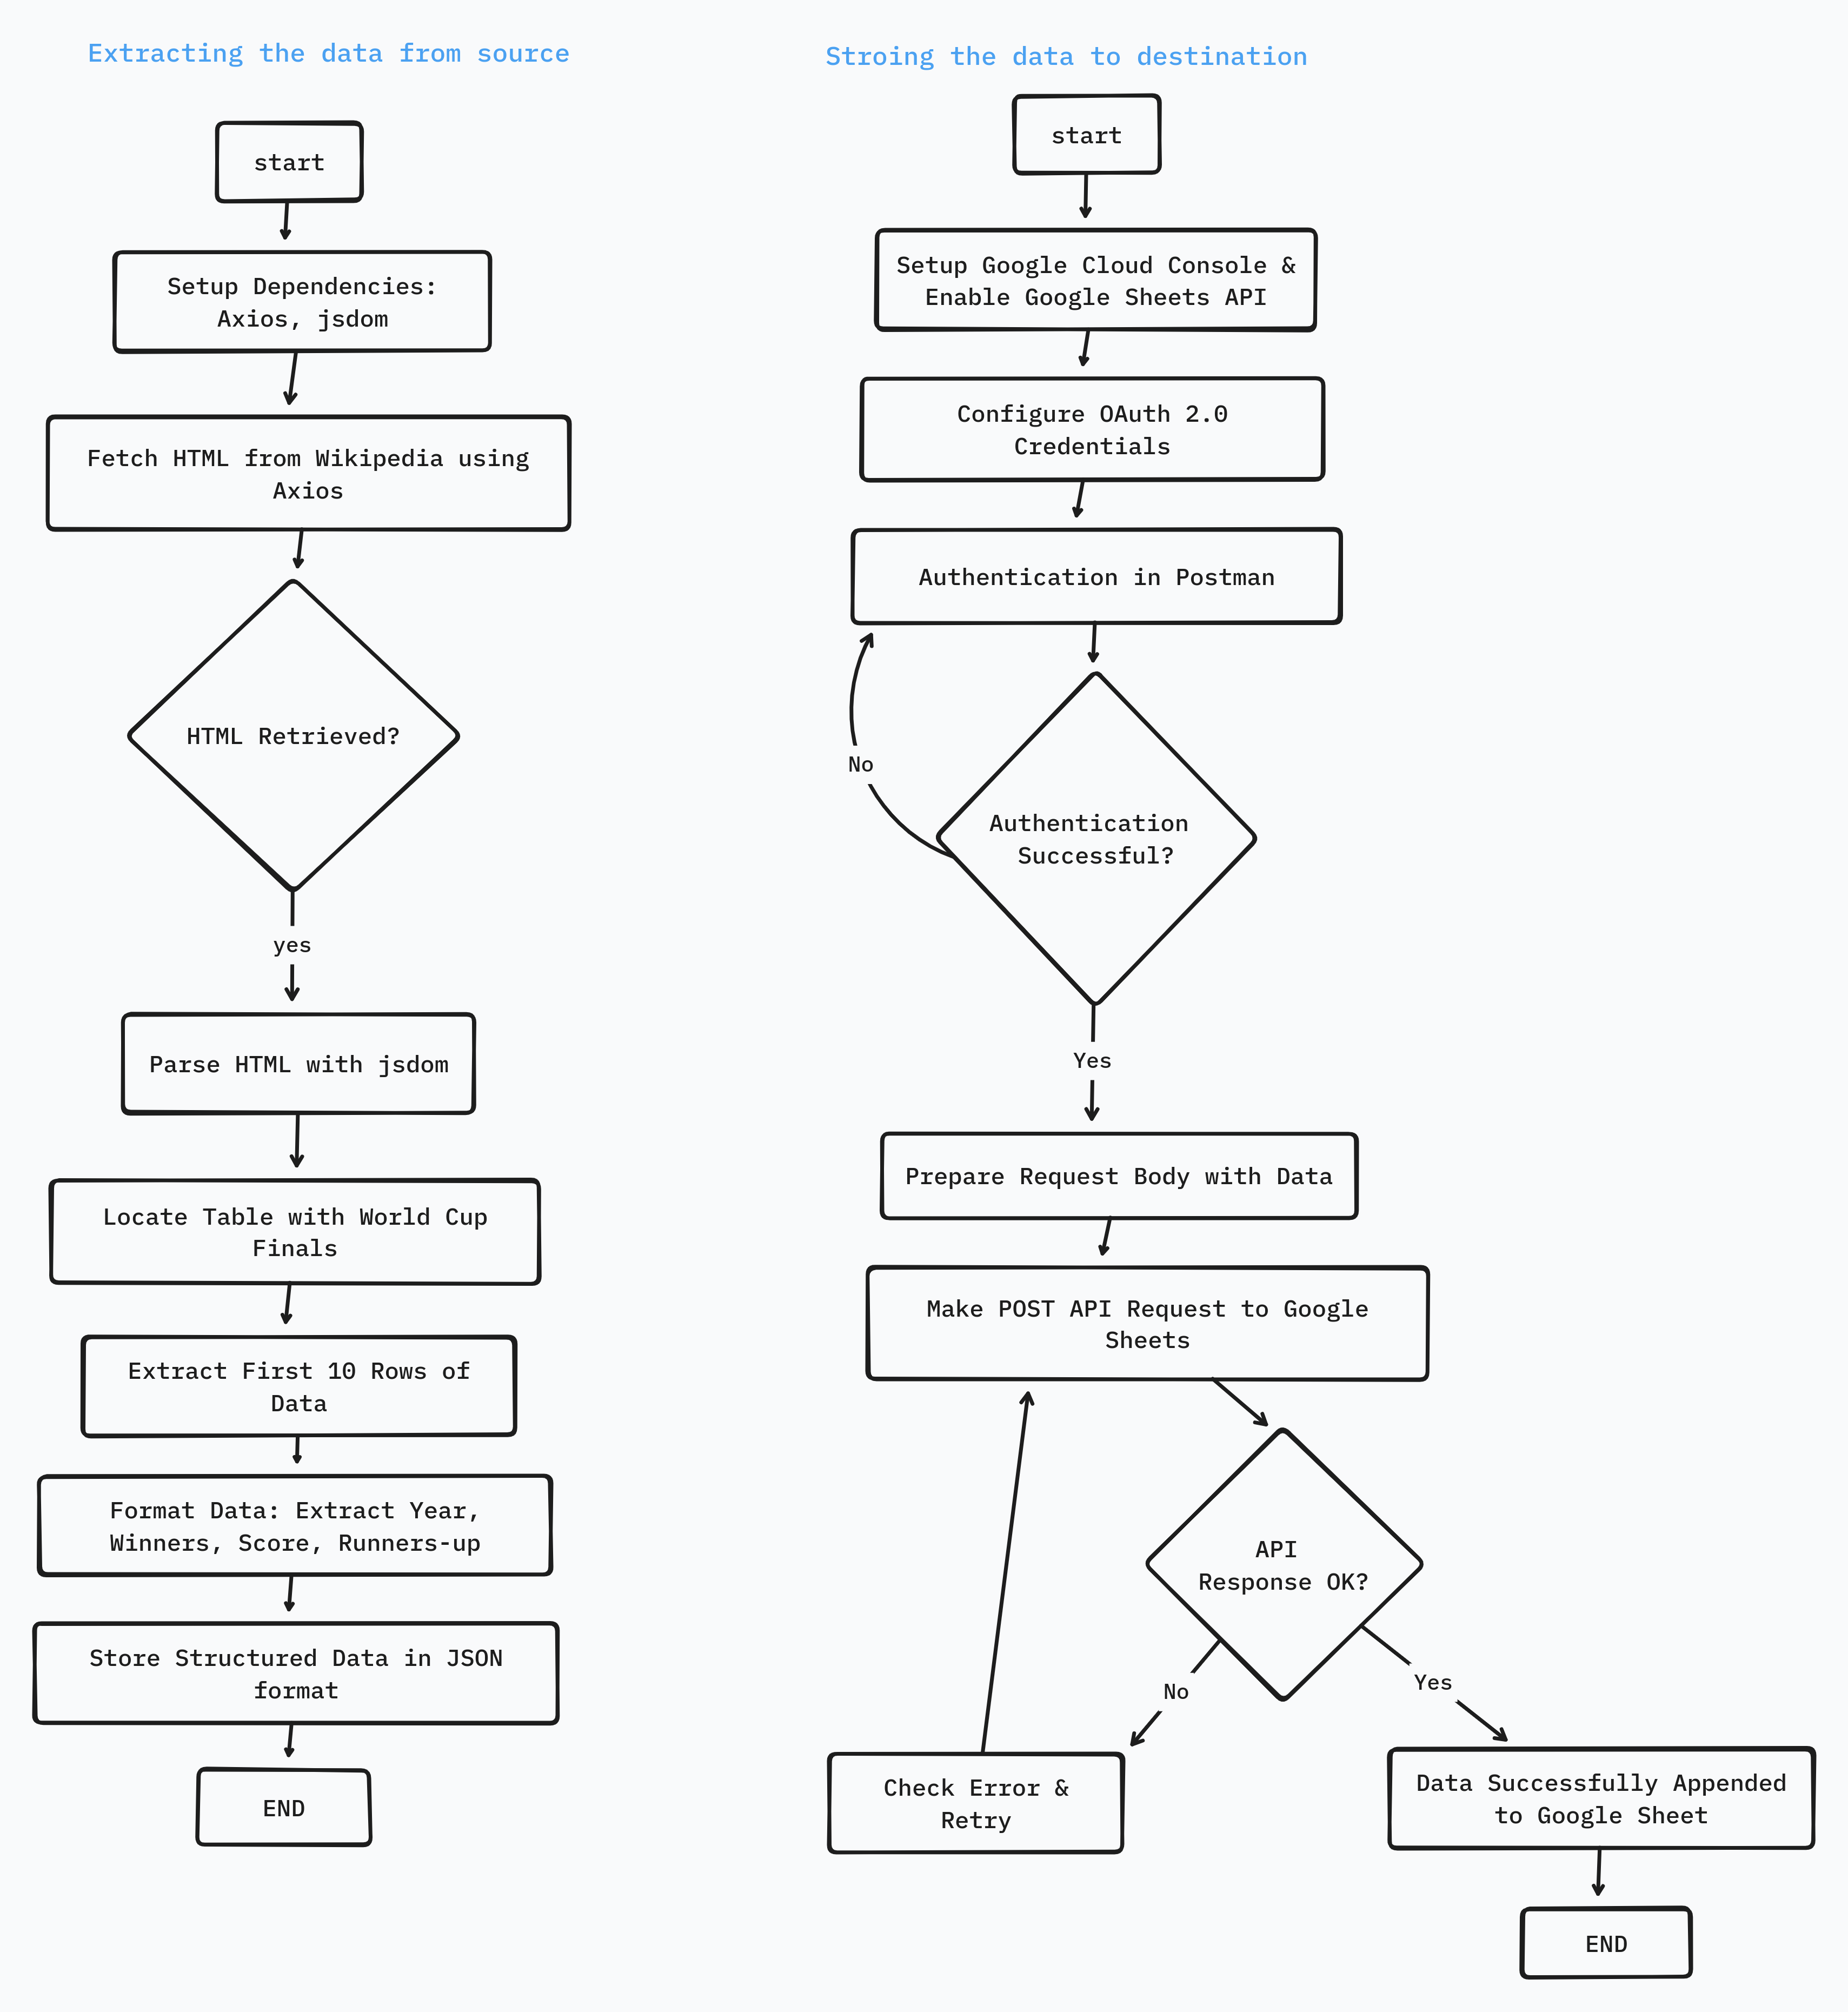 Extracting the data from source
start
Setup Dependencies:
Axios, jsdom
Fetch HTML from Wikipedia using
Axios
HTML Retrieved?
yes
Parse HTML with jsdom
Locate Table with World Cup
Finals
Extract First 10 Rows of
Data
Format Data: Extract Year,
Winners, Score, Runners-up
Store Structured Data in JSON
format
END
Stroing the data to destination
start
Setup Google Cloud Console &
Enable Google Sheets API
Configure OAuth 2.0
Credentials
Authentication in Postman
No
Authentication
Successful?
Yes
Prepare Request Body with Data
Make POST API Request to Google
Sheets
API
Response OK?
No
Yes
Check Error &
Retry
Data Successfully Appended
to Google Sheet
END